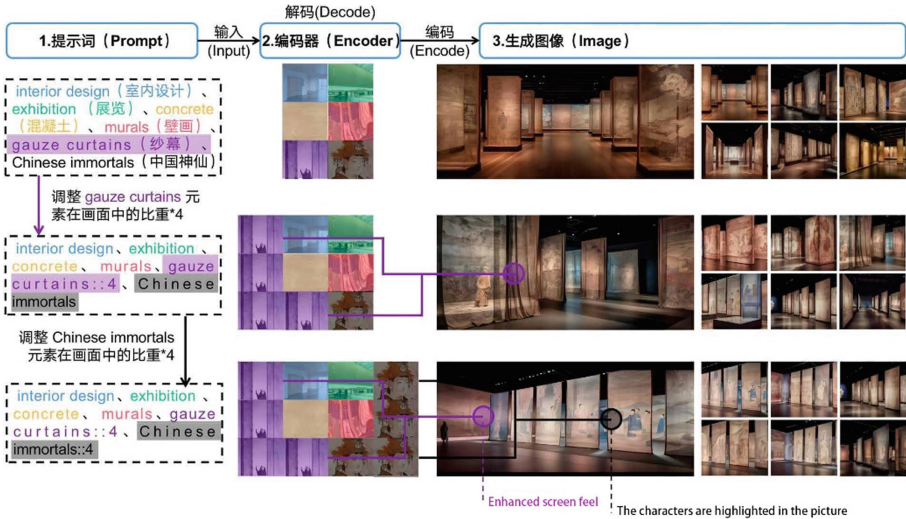 解码(Decode)
1.提示词（Prompt）
输入
(Input)
2.编码器（Encoder）
编码
(Encode)
3.生成图像（Image）
interior design（室内设计）、
exhibition（展览）、concrete
（混凝土）、murals（壁画）、
gauze curtains（纱幕）、
Chinese immortals（中国神仙）
调整 gauze curtains 元
素在画面中的比重*4
interior design、exhibition、
concrete、murals、gauze
curtains::4、Chinese
immortals
调整 Chinese immortals
元素在画面中的比重*4
interior design、exhibition、
concrete、murals、gauze
curtains::4、Chinese
immortals::4
Enhanced screen feel
The characters are highlighted in the picture